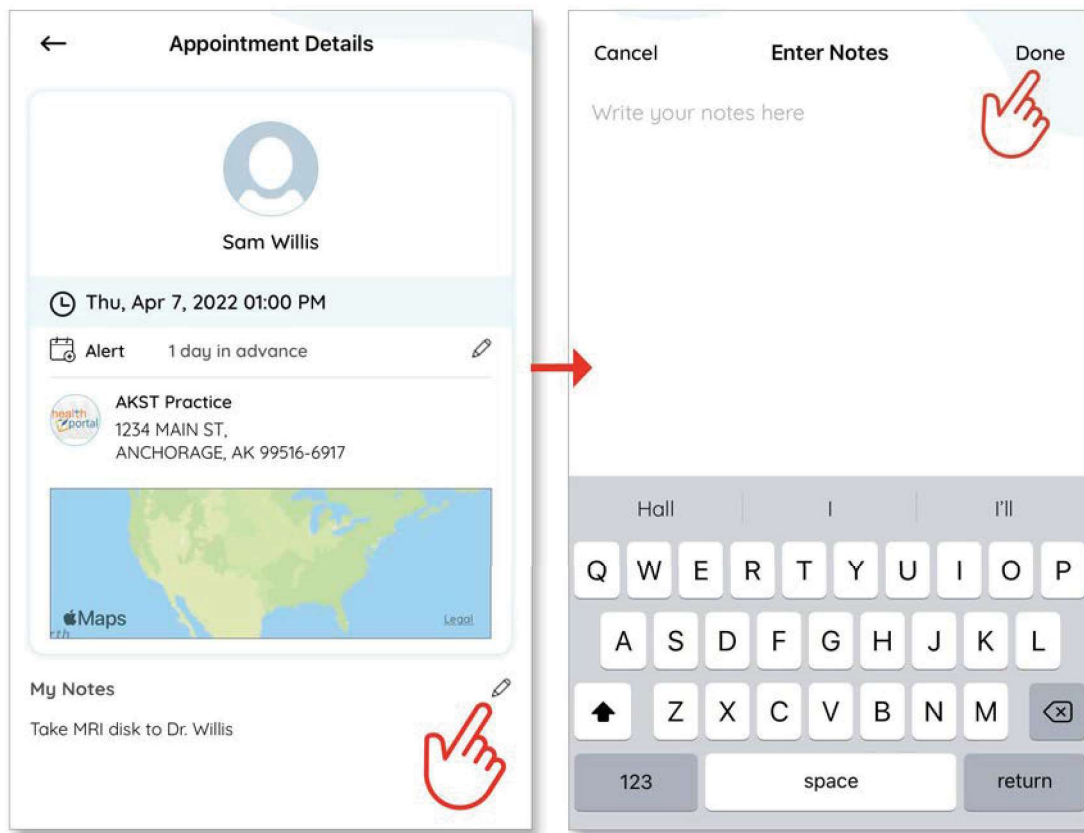 Appointment Details
Sam Willis
Thu, Apr 7, 2022 01:00 PM
Alert 1 day in advance
health
portal
AKST Practice
1234 MAIN ST,
ANCHORAGE, AK 99516-6917
Maps
rth
Legal
My Notes
Take MRI disk to Dr. Willis
Cancel Enter Notes Done
Write your notes here
Hall I I'll
Q W E R T Y U I O P
A S D F G H J K L
Z X C V B N M
123 space return